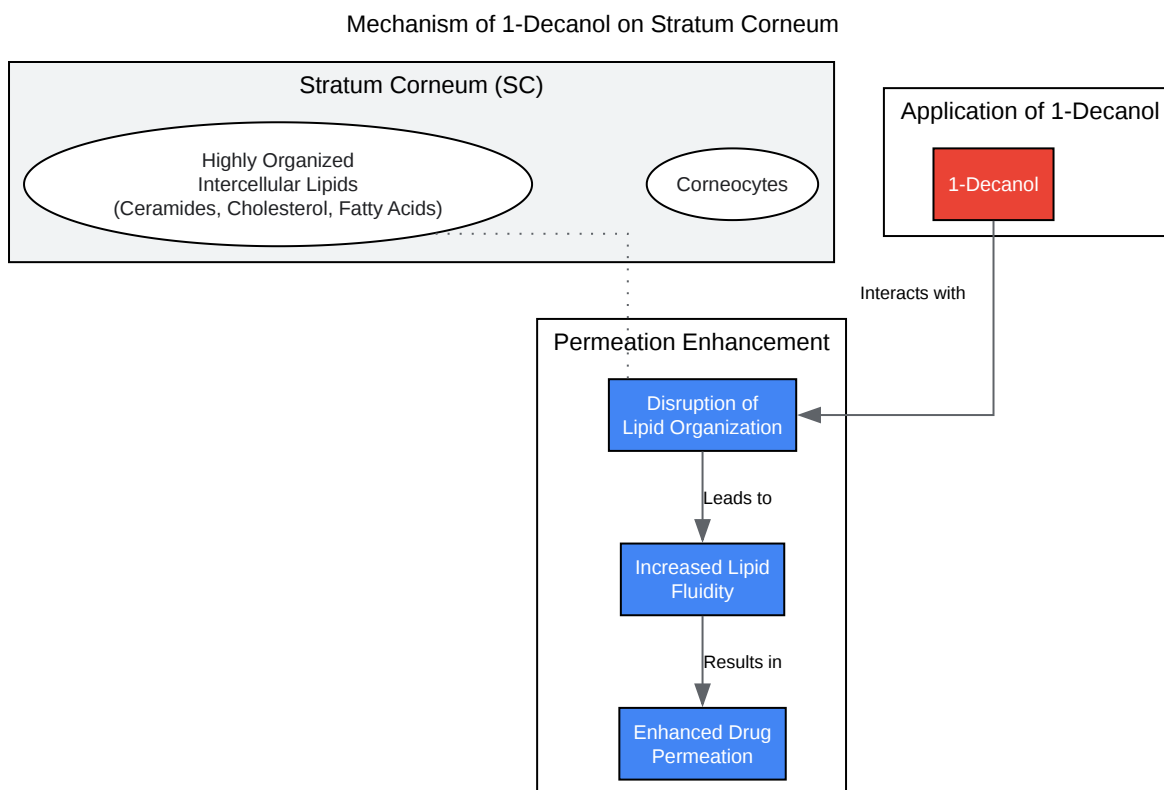 Mechanism of 1-Decanol on Stratum Corneum
Stratum Corneum (SC)
Highly Organized
Intercellular Lipids
(Ceramides, Cholesterol, Fatty Acids)
Corneocytes
Application of 1-Decanol
1-Decanol
Interacts with
Permeation Enhancement
Disruption of
Lipid Organization
Leads to
Increased Lipid
Fluidity
Results in
Enhanced Drug
Permeation